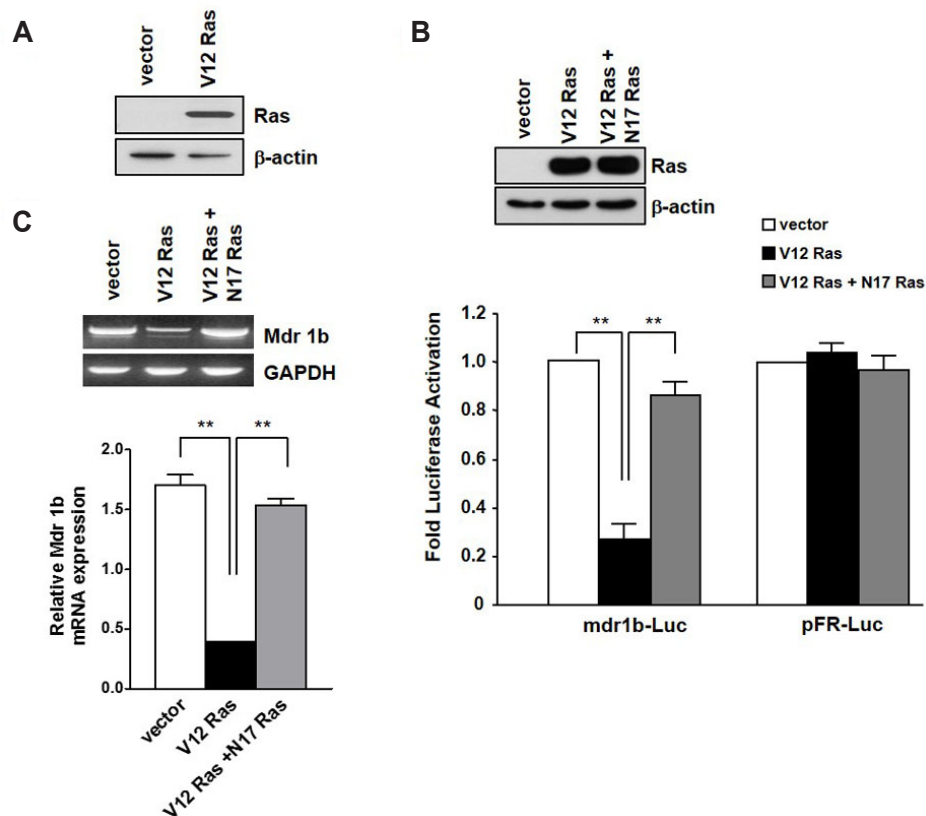 A
vector
V12 Ras
Ras
β-actin
B
vector
V12 Ras
V12 Ras +
N17 Ras
Ras
β-actin
vector
V12 Ras
V12 Ras + N17 Ras
Fold Luciferase Activation
1.2
1.0
0.8
0.6
0.4
0.2
0
** **
mdr1b-Luc pFR-Luc
C
vector
V12 Ras
V12 Ras +
N17 Ras
Mdr 1b
GAPDH
Relative Mdr 1b
mRNA expression
2.0
1.5
1.0
0.5
0.0
** **
vector
V12 Ras
V12 Ras +N17 Ras